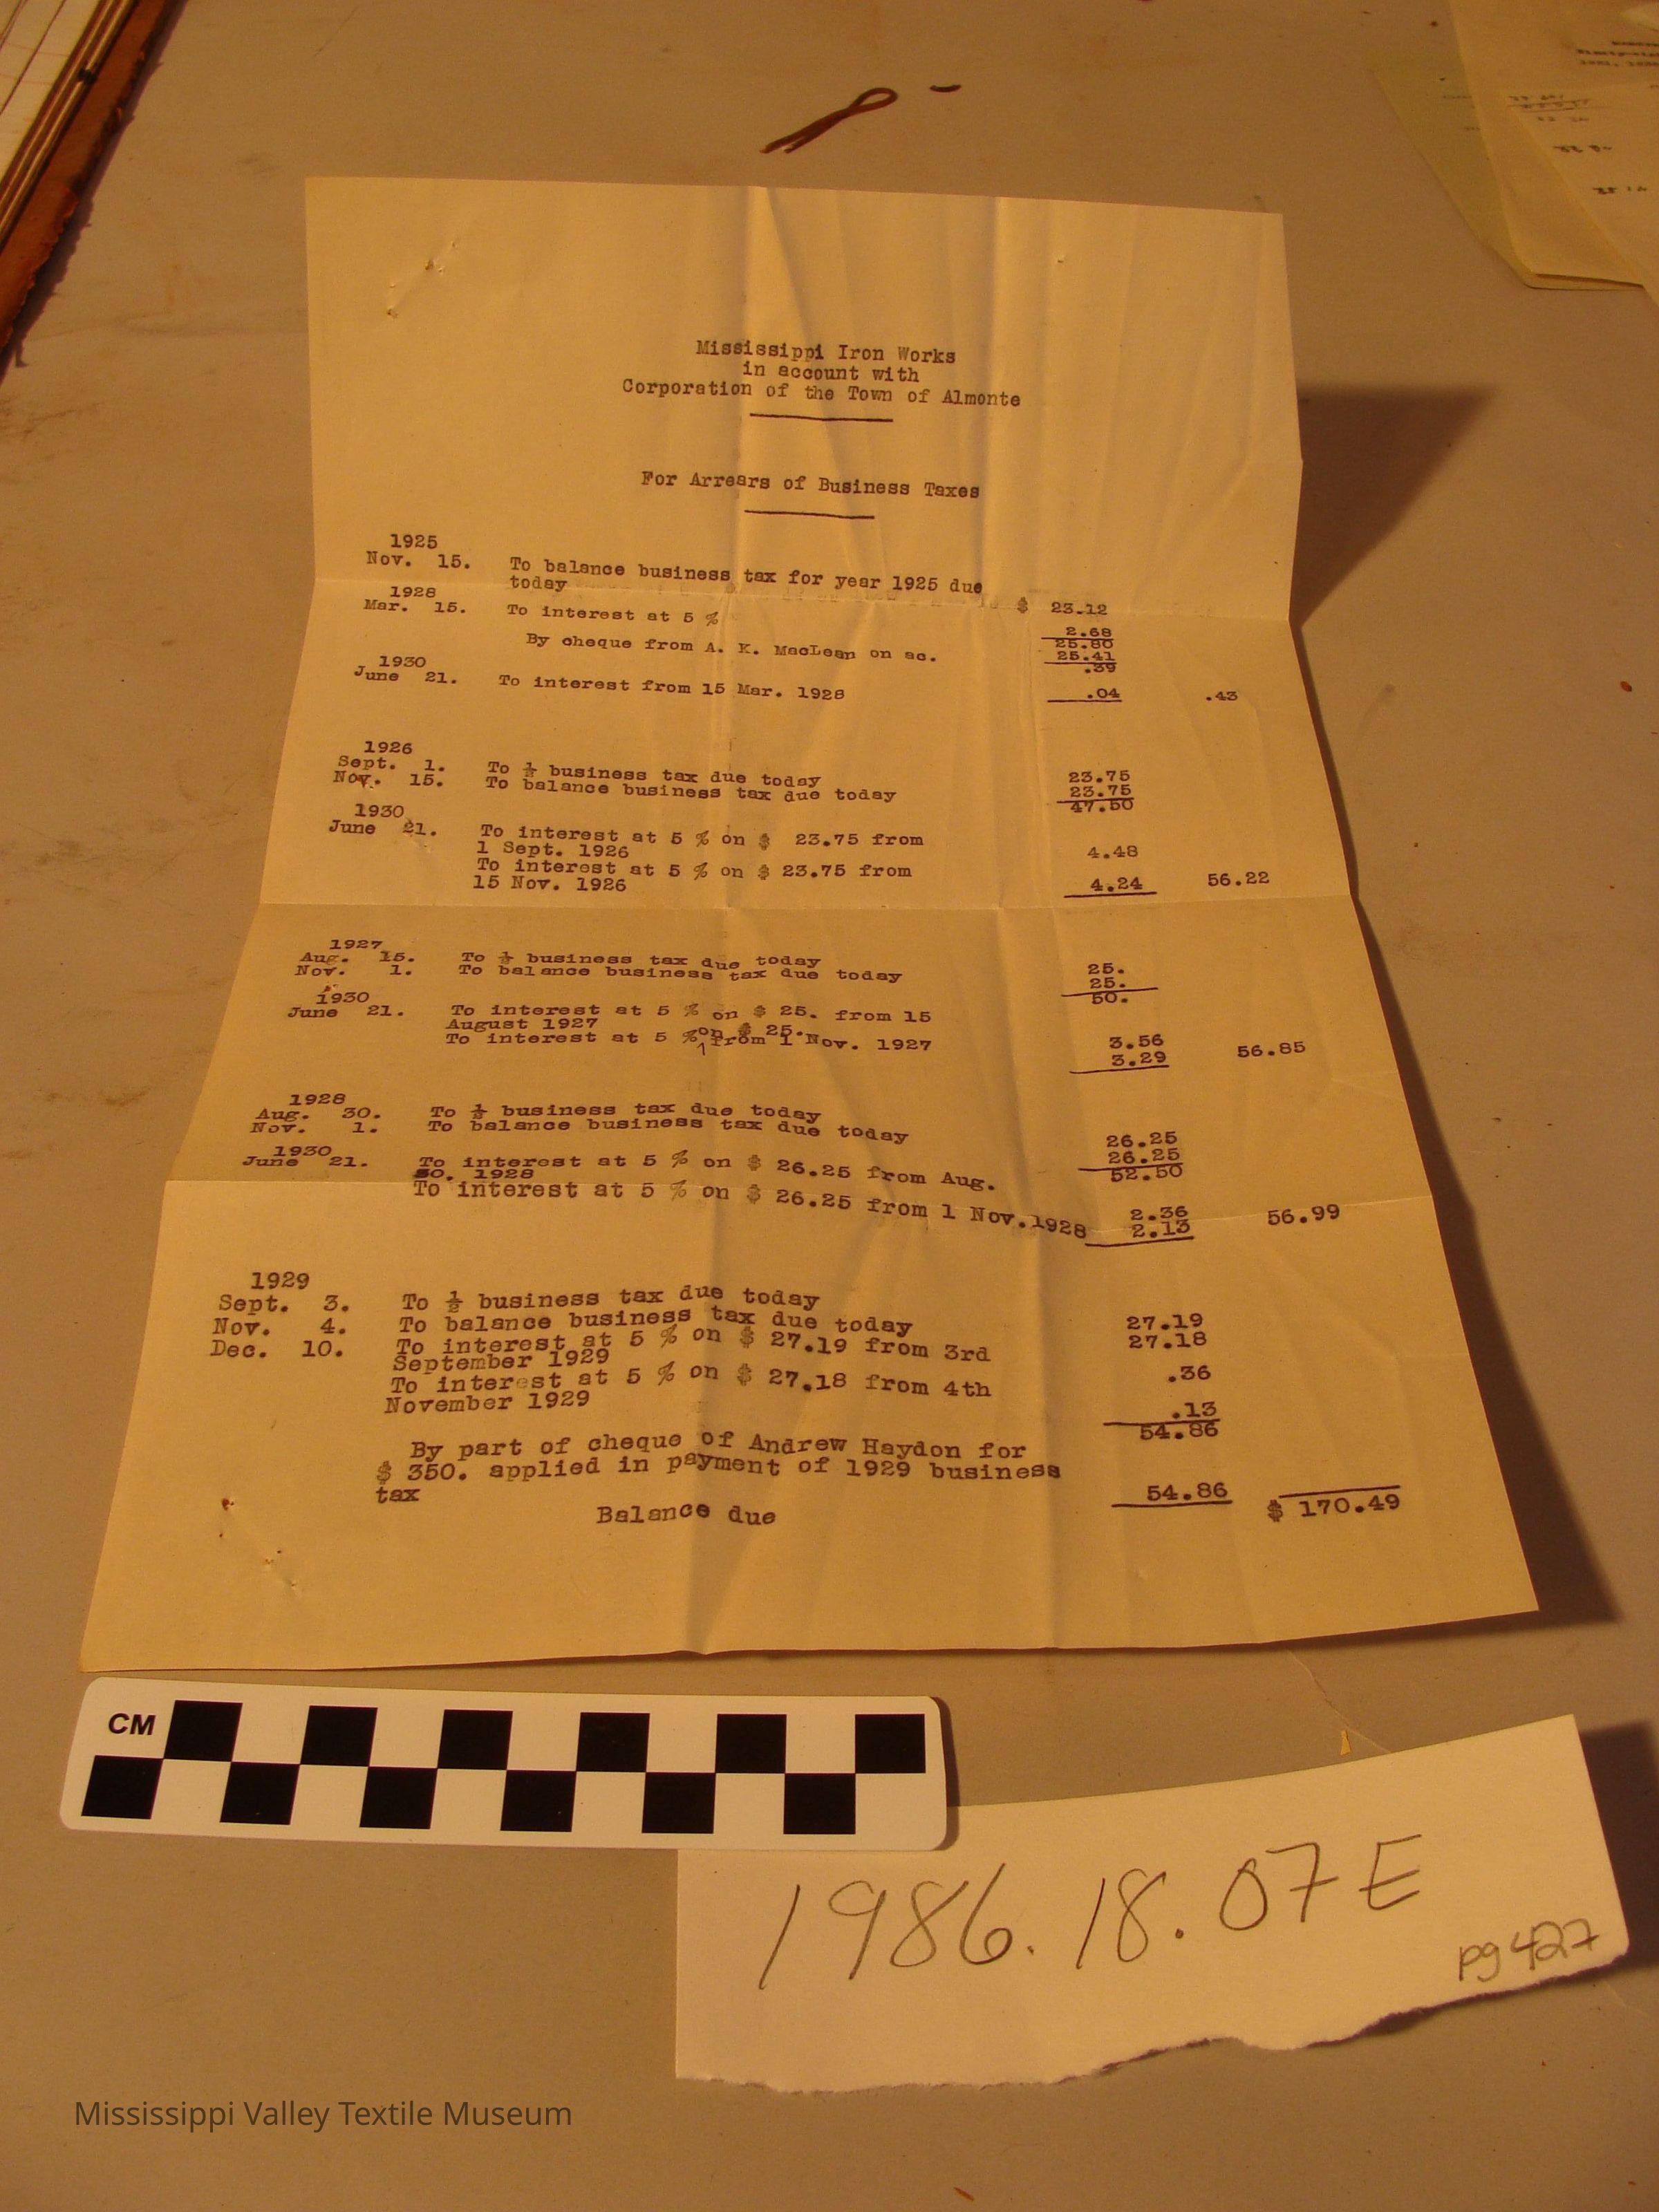 Mississippi Iron Works
in account with
Corporation of the Town of Almonte
For Arrears of Business Taxes
1925
Nov. 15. To balance business tax for year 1925 due
today $ 23.12
1928
Mar. 15. To interest at 5 % 2.68
25.80
By cheque from A. K. MacLean on ac. 25.41
.39
1930
June 21. To interest from 15 Mar. 1928 .04 .43
1926
Sept. 1. To ½ business tax due today 23.75
Nov. 15. To balance business tax due today 23.75
47.50
1930
June 21. To interest at 5 % on $ 23.75 from
1 Sept. 1926 4.48
To interest at 5 % on $ 23.75 from
15 Nov. 1926 4.24 56.22
1927
Aug. 15. To ½ business tax due today 25.
Nov. 1. To balance business tax due today 25.
50.
1930
June 21. To interest at 5 % on $ 25. from 15
August 1927 3.56
on $ 25.
To interest at 5 % from 1 Nov. 1927 3.29 56.85
1928
Aug. 30. To ½ business tax due today 26.25
Nov. 1. To balance business tax due today 26.25
52.50
1930
June 21. To interest at 5 % on $ 26.25 from Aug.
30. 1928 2.36
To interest at 5 % on $ 26.25 from 1 Nov. 1928 2.13 56.99
1929
Sept. 3. To ½ business tax due today 27.19
Nov. 4. To balance business tax due today 27.18
Dec. 10. To interest at 5 % on $ 27.19 from 3rd
September 1929 .36
To interest at 5 % on $ 27.18 from 4th
November 1929 .13
54.86
By part of cheque of Andrew Haydon for
$ 350. applied in payment of 1929 business
tax 54.86
Balance due $ 170.49
CM
1986.18.07E
pg 427
Mississippi Valley Textile Museum